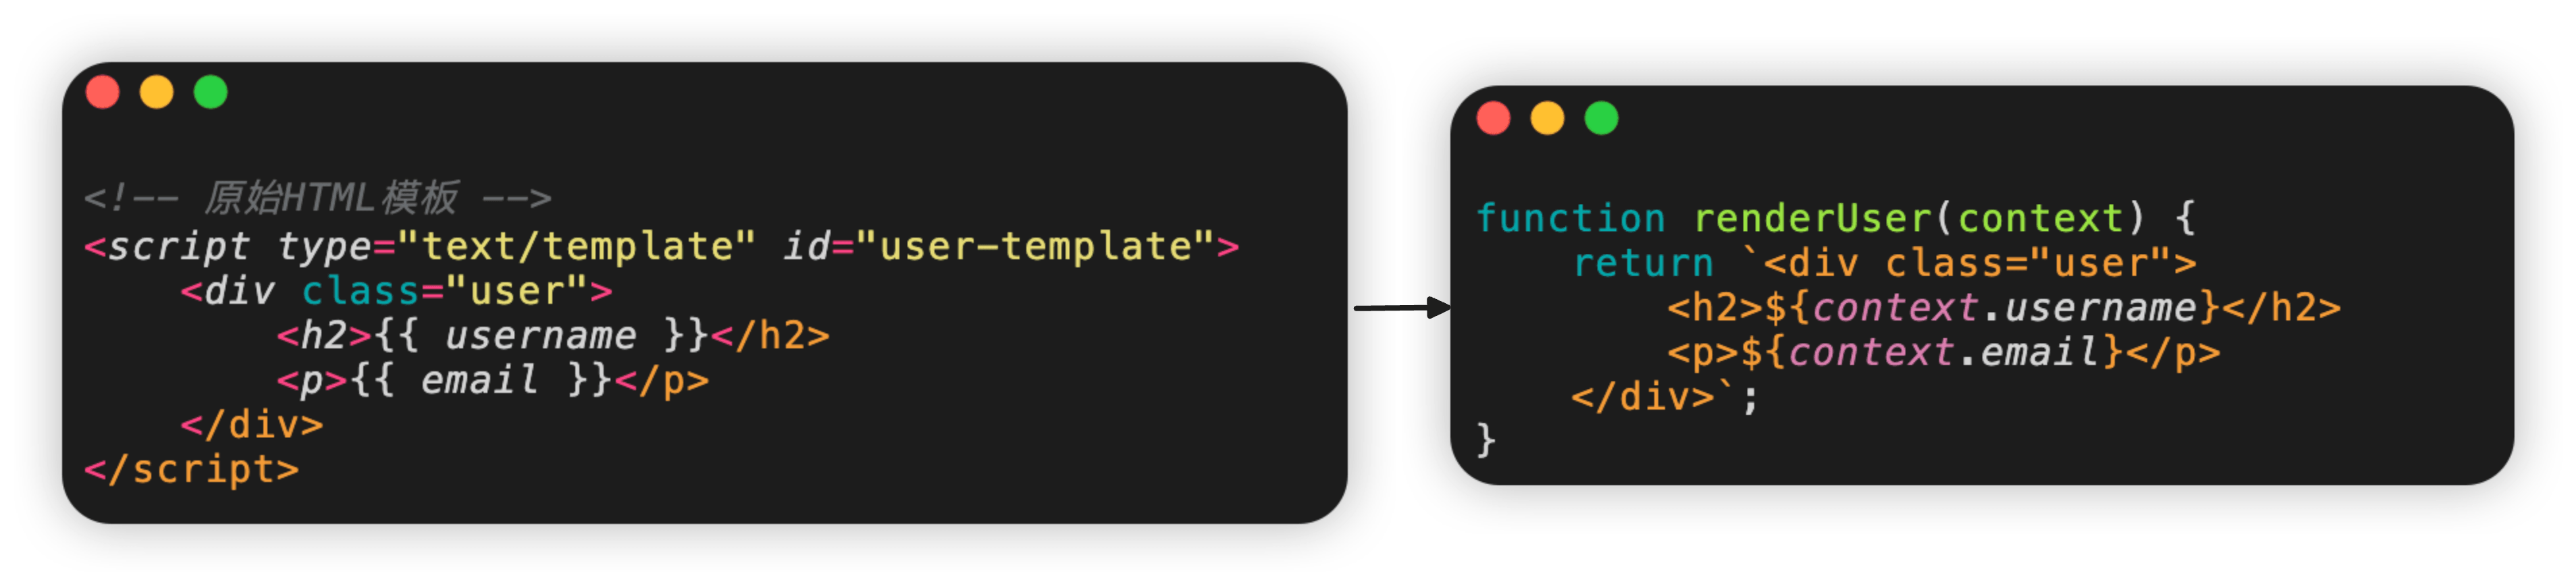 <!-- 原始HTML模板 -->
<script type="text/template" id="user-template">
    <div class="user">
        <h2>{{ username }}</h2>
        <p>{{ email }}</p>
    </div>
</script>
function renderUser(context) {
    return `<div class="user">
        <h2>${context.username}</h2>
        <p>${context.email}</p>
    </div>`;
}